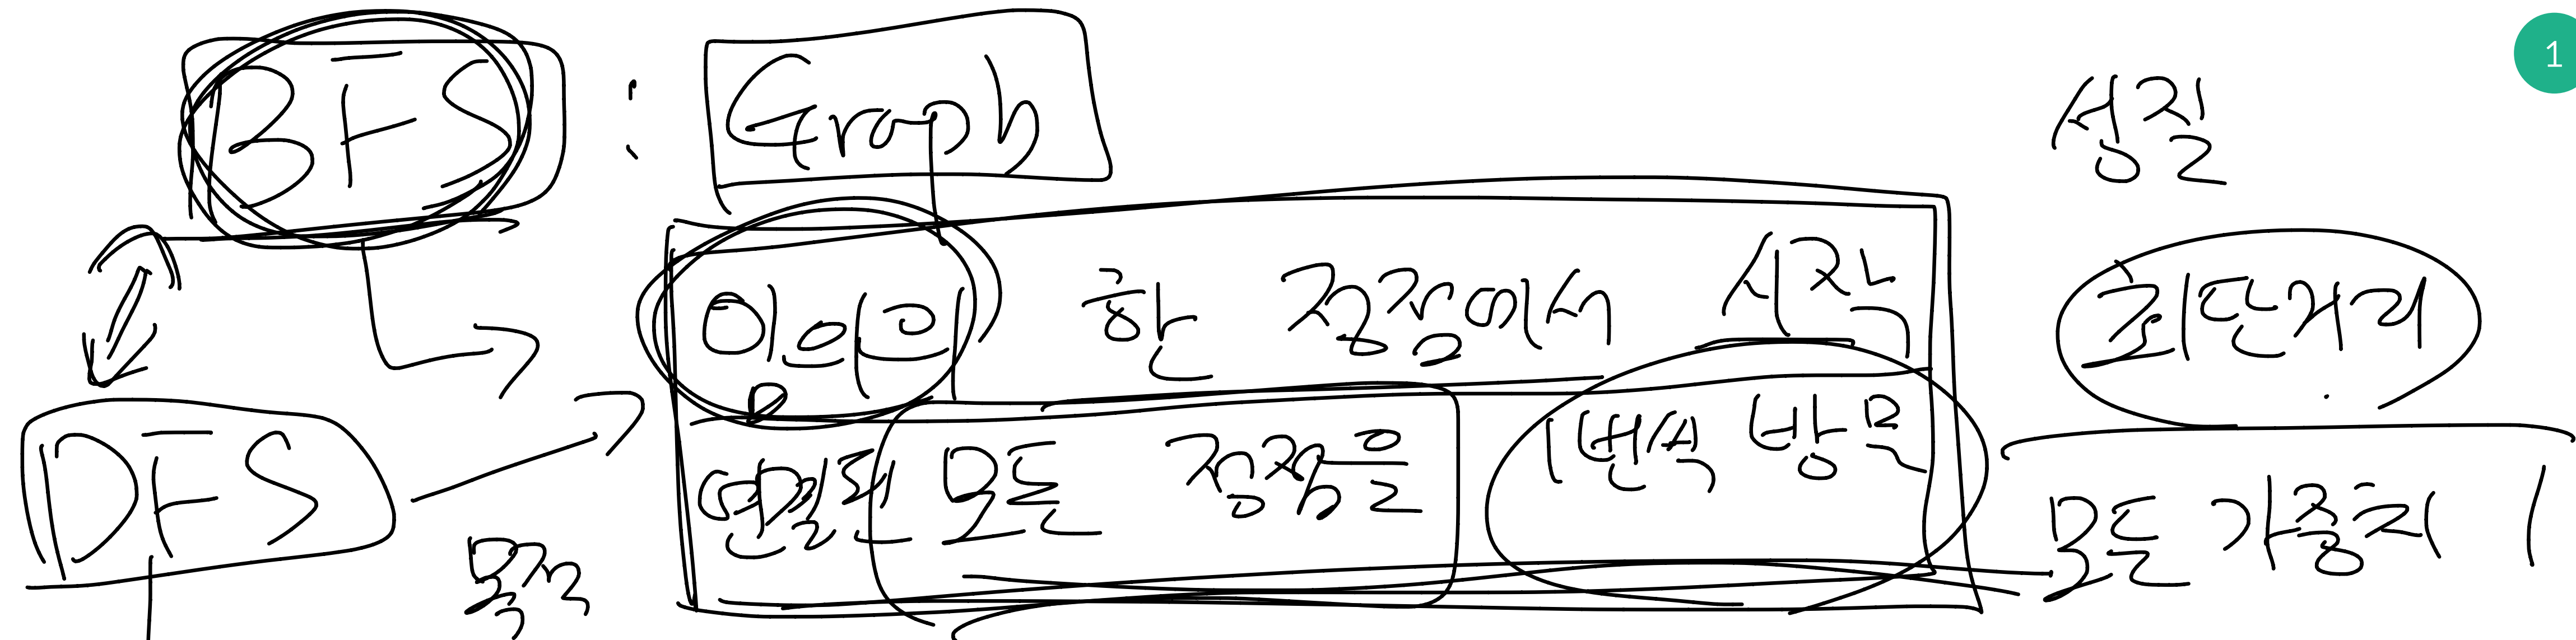 BFS : Graph
1
성질
임의의 한 정점에서 시작
최단거리
DFS
연결된 모든 정점을 1번씩 방문
모든 가중치 1
목적